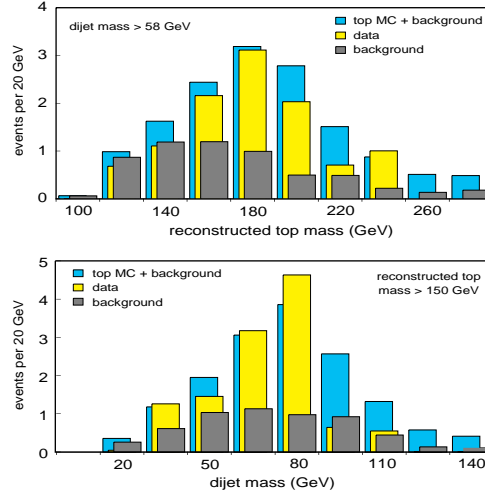 4
3
2
1
0
events per 20 GeV
dijet mass > 58 GeV
top MC + background
data
background
100 140 180 220 260
reconstructed top mass (GeV)
5
4
3
2
1
0
events per 20 GeV
top MC + background
data
background
reconstructed top
mass > 150 GeV
20 50 80 110 140
dijet mass (GeV)